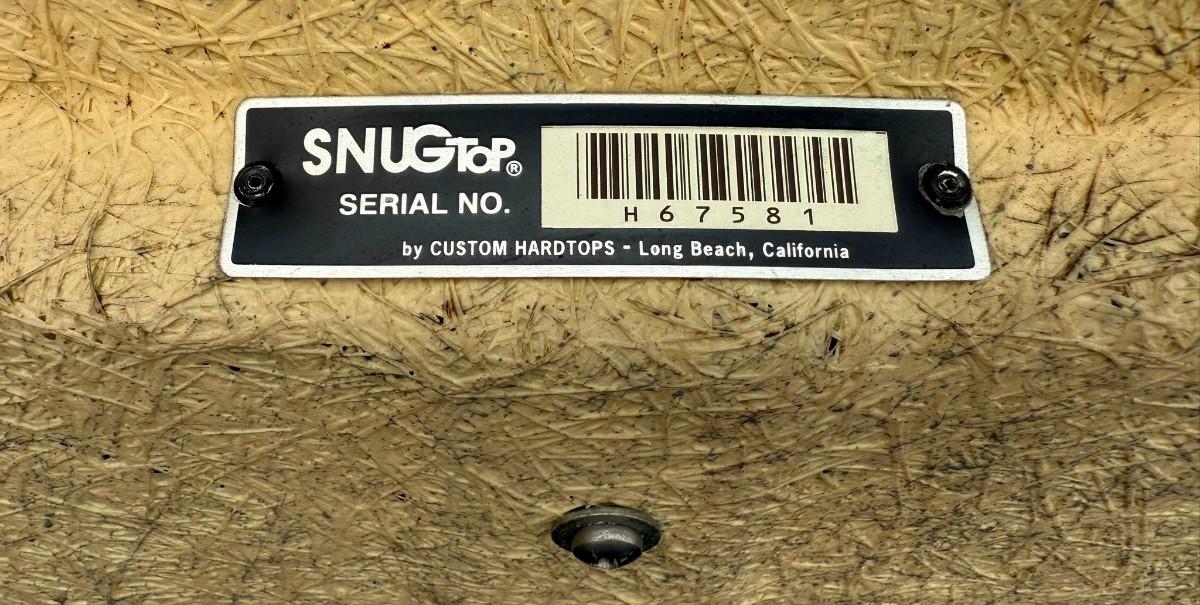 SNUGTOP®
SERIAL NO.
H67581
by CUSTOM HARDTOPS - Long Beach, California